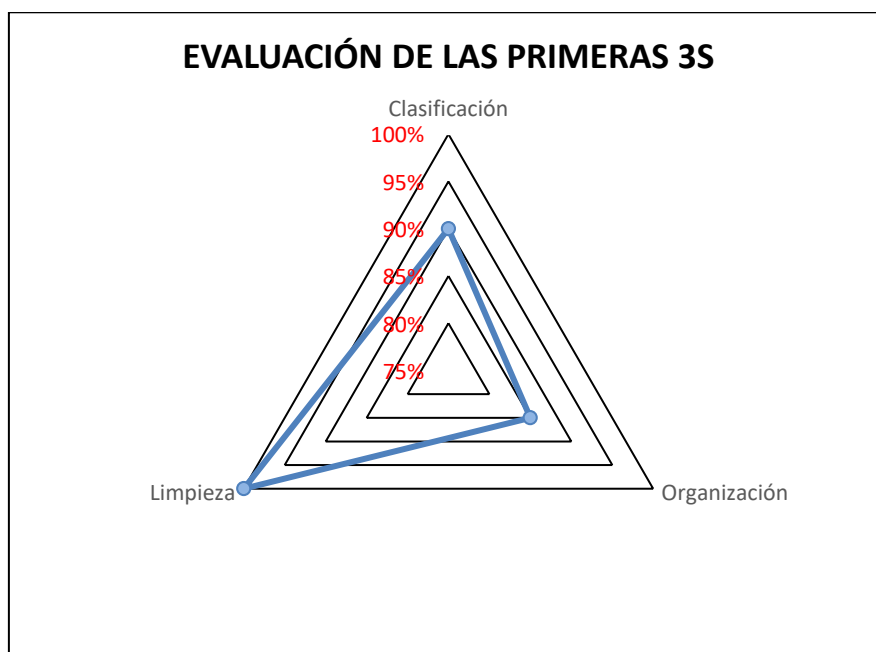 EVALUACIÓN DE LAS PRIMERAS 3S
Clasificación
100%
95%
90%
85%
80%
75%
Limpieza
Organización